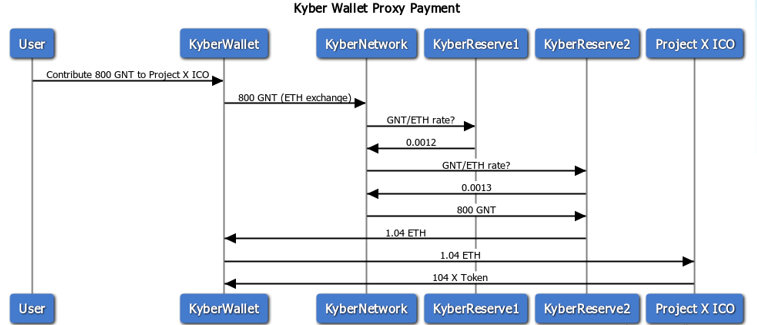 Kyber Wallet Proxy Payment
User KyberWallet KyberNetwork KyberReserve1 KyberReserve2 Project X ICO
Contribute 800 GNT to Project X ICO
800 GNT (ETH exchange)
GNT/ETH rate?
0.0012
GNT/ETH rate?
0.0013
800 GNT
1.04 ETH
1.04 ETH
104 X Token
User KyberWallet KyberNetwork KyberReserve1 KyberReserve2 Project X ICO